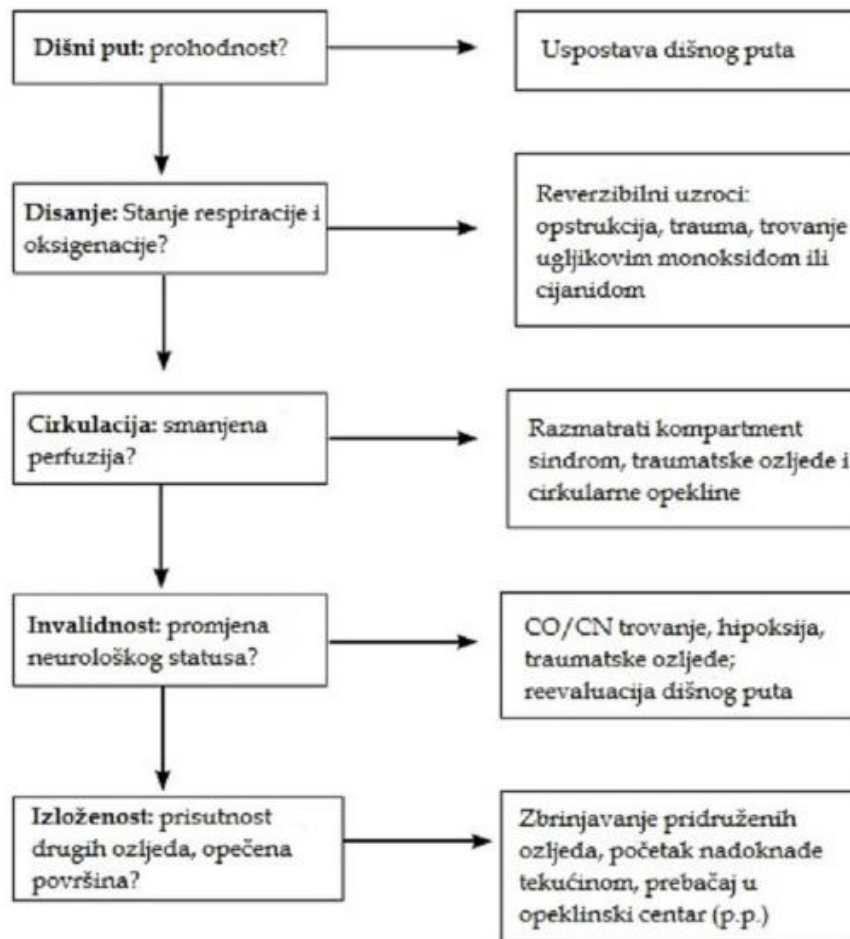 Dišni put: prohodnost?
Uspostava dišnog puta
Disanje: Stanje respiracije i
oksigenacije?
Reverzibilni uzroci:
opstrukcija, trauma, trovanje
ugljikovim monoksidom ili
cijanidom
Cirkulacija: smanjena
perfuzija?
Razmatrati kompartment
sindrom, traumatske ozljede i
cirkularne opekline
Invalidnost: promjena
neurološkog statusa?
CO/CN trovanje, hipoksija,
traumatske ozljede;
reevaluacija dišnog puta
Izloženost: prisutnost
drugih ozljeda, opečena
površina?
Zbrinjavanje pridruženih
ozljeda, početak nadoknade
tekućinom, prebačaj u
opeklinski centar (p.p.)